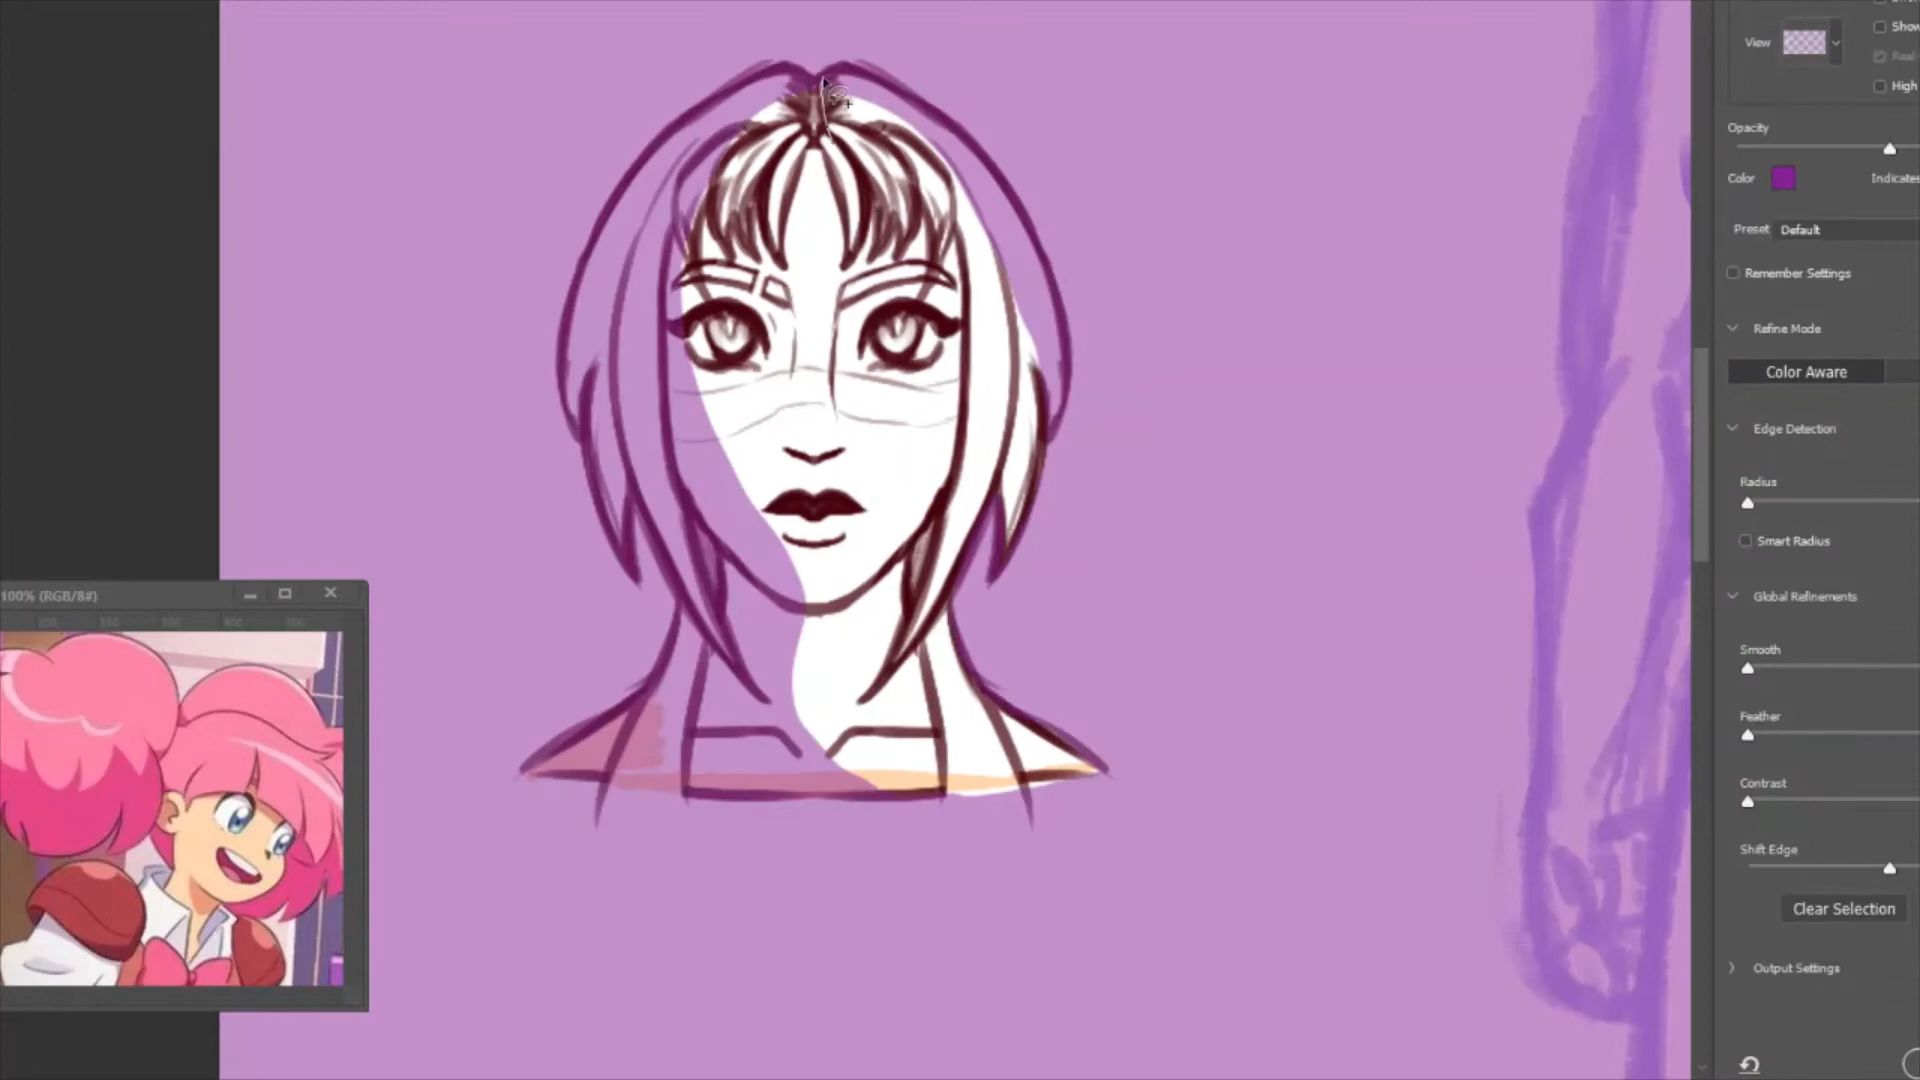 Show
View
Real-
High
Opacity
Color
Indicates
Preset Default
Remember Settings
Refine Mode
Color Aware
Edge Detection
Radius
Smart Radius
100% (RGB/8#)
Global Refinements
Smooth
Feather
Contrast
Shift Edge
Clear Selection
Output Settings